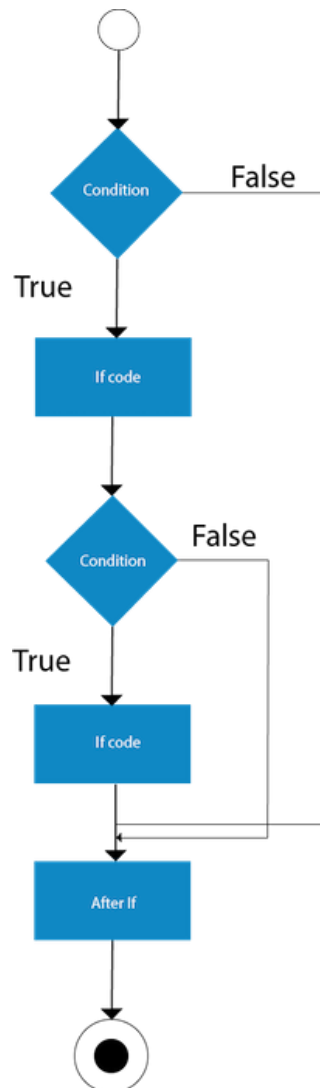 Condition
False
True
If code
False
Condition
True
If code
After If